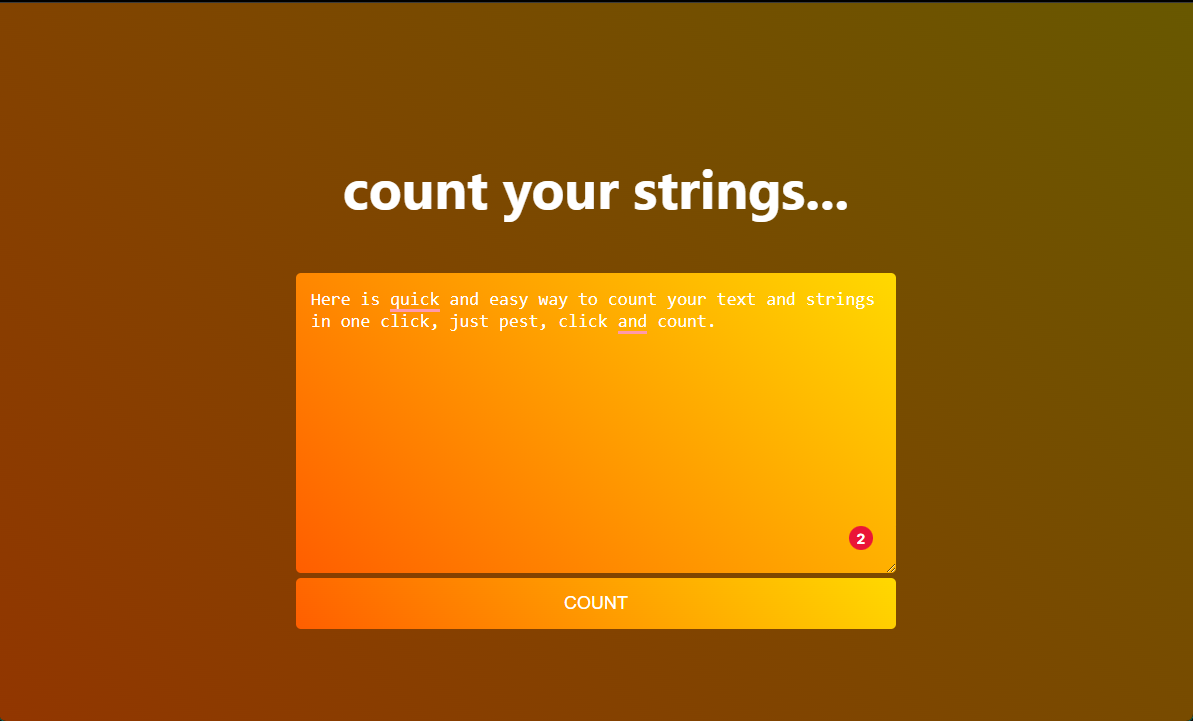 count your strings...
Here is quick and easy way to count your text and strings
in one click, just pest, click and count.
2
COUNT